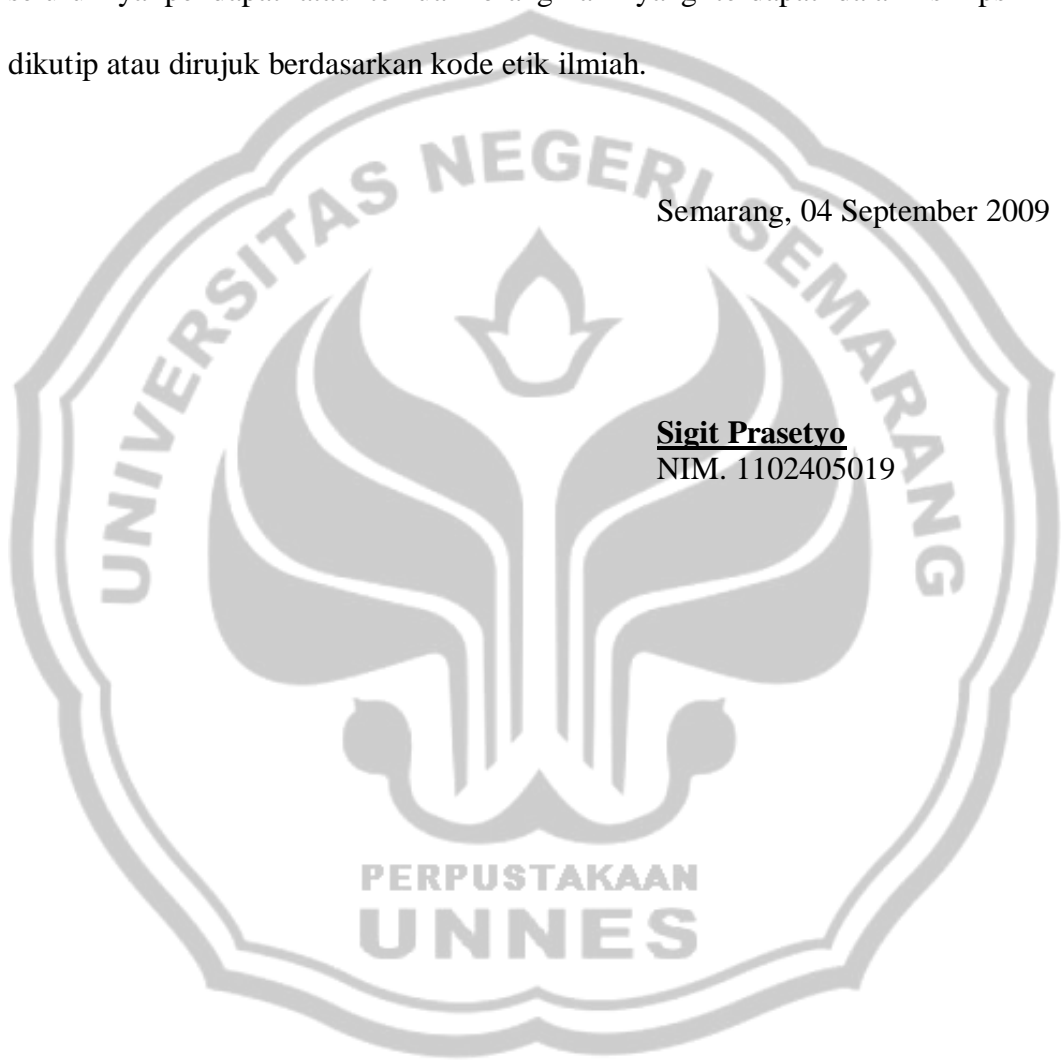 dikutip atau dirujuk berdasarkan kode etik ilmiah.
UNIVERSITAS NEGERI SEMARANG
Semarang, 04 September 2009
Sigit Prasetyo
NIM. 1102405019
PERPUSTAKAAN
UNNES